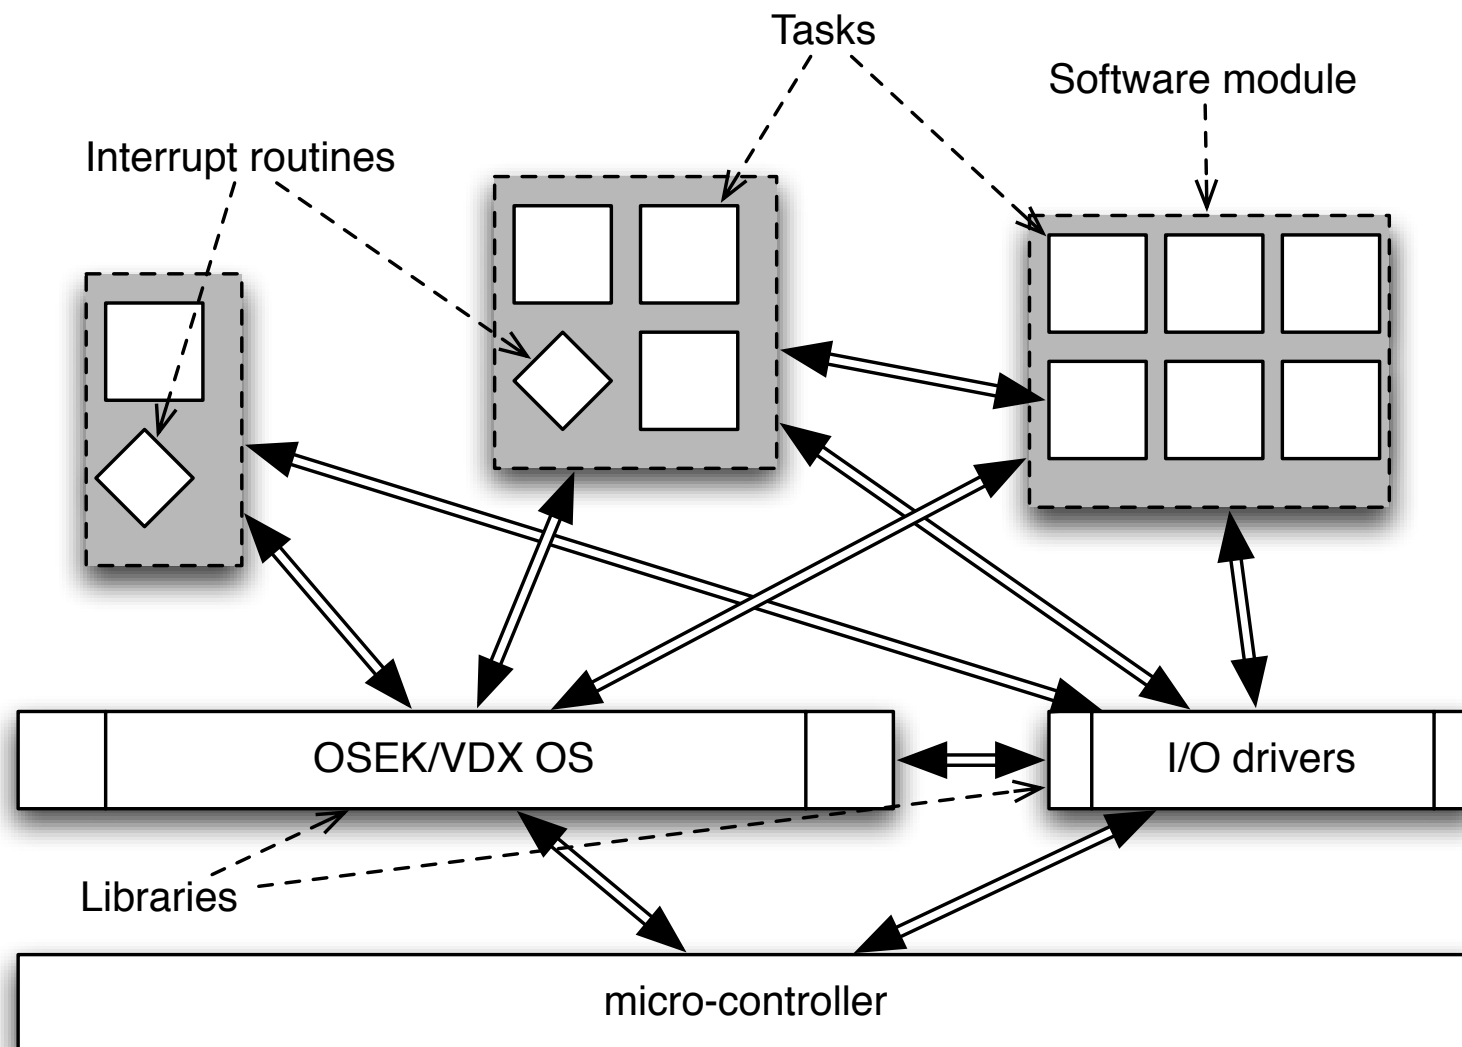 Tasks
Software module
Interrupt routines
OSEK/VDX OS
I/O drivers
Libraries
micro-controller